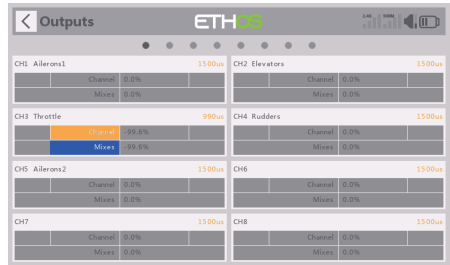 Outputs
ETHOS
2.4G 900M
CH1 Ailerons1 1500us
Channel 0.0%
Mixes 0.0%
CH2 Elevators 1500us
Channel 0.0%
Mixes 0.0%
CH3 Throttle 990us
Channel -99.6%
Mixes -99.6%
CH4 Rudders 1500us
Channel 0.0%
Mixes 0.0%
CH5 Ailerons2 1500us
Channel 0.0%
Mixes 0.0%
CH6 1500us
Channel 0.0%
Mixes 0.0%
CH7 1500us
Channel 0.0%
Mixes 0.0%
CH8 1500us
Channel 0.0%
Mixes 0.0%